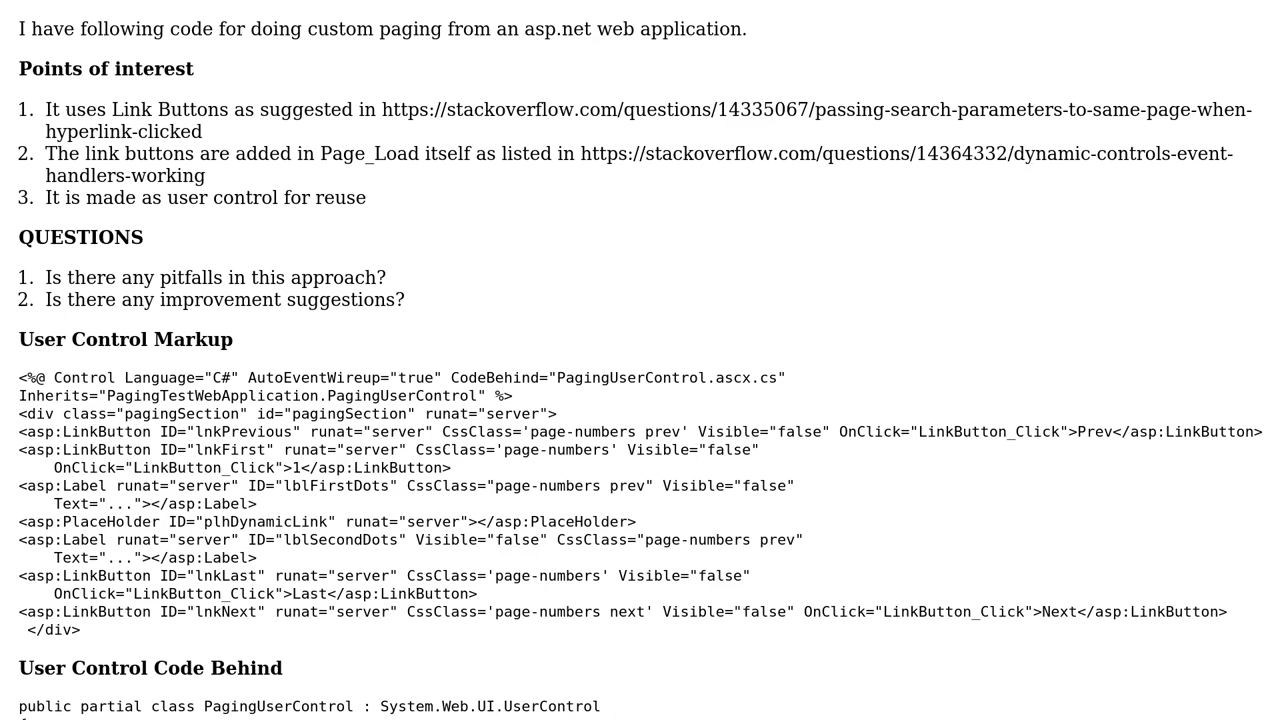 I have following code for doing custom paging from an asp.net web application.
Points of interest
1. It uses Link Buttons as suggested in https://stackoverflow.com/questions/14335067/passing-search-parameters-to-same-page-when-
hyperlink-clicked
2. The link buttons are added in Page_Load itself as listed in https://stackoverflow.com/questions/14364332/dynamic-controls-event-
handlers-working
3. It is made as user control for reuse
QUESTIONS
1. Is there any pitfalls in this approach?
2. Is there any improvement suggestions?
User Control Markup
<%@ Control Language="C#" AutoEventWireup="true" CodeBehind="PagingUserControl.ascx.cs"
Inherits="PagingTestWebApplication.PagingUserControl" %>
<div class="pagingSection" id="pagingSection" runat="server">
<asp:LinkButton ID="lnkPrevious" runat="server" CssClass='page-numbers prev' Visible="false" OnClick="LinkButton_Click">Prev</asp:LinkButton>
<asp:LinkButton ID="lnkFirst" runat="server" CssClass='page-numbers' Visible="false"
    OnClick="LinkButton_Click">1</asp:LinkButton>
<asp:Label runat="server" ID="lblFirstDots" CssClass="page-numbers prev" Visible="false"
    Text="..."></asp:Label>
<asp:PlaceHolder ID="plhDynamicLink" runat="server"></asp:PlaceHolder>
<asp:Label runat="server" ID="lblSecondDots" Visible="false" CssClass="page-numbers prev"
    Text="..."></asp:Label>
<asp:LinkButton ID="lnkLast" runat="server" CssClass='page-numbers' Visible="false"
    OnClick="LinkButton_Click">Last</asp:LinkButton>
<asp:LinkButton ID="lnkNext" runat="server" CssClass='page-numbers next' Visible="false" OnClick="LinkButton_Click">Next</asp:LinkButton>
 </div>
User Control Code Behind
public partial class PagingUserControl : System.Web.UI.UserControl